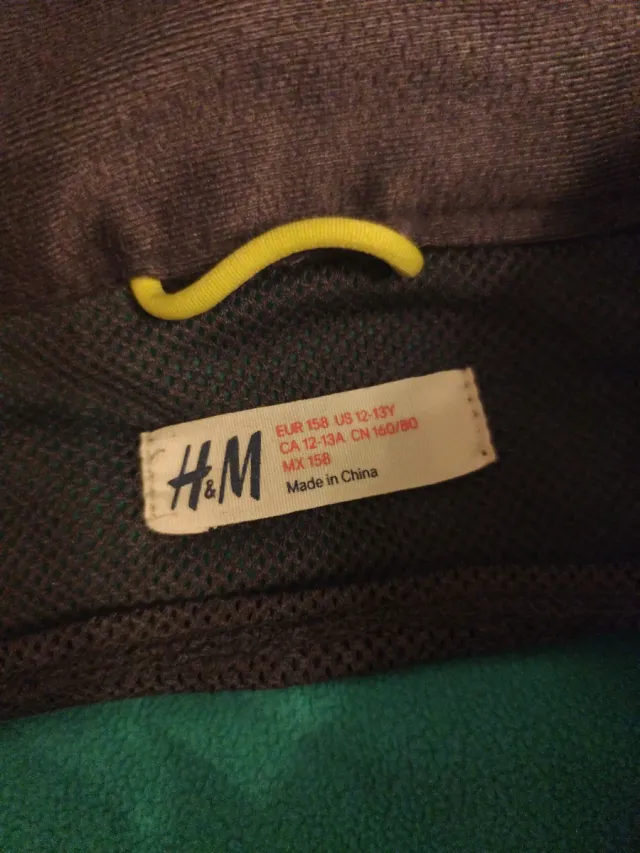 H&M
EUR 158 US 12-13Y
CA 12-13A CN 160/80
MX 158
Made in China